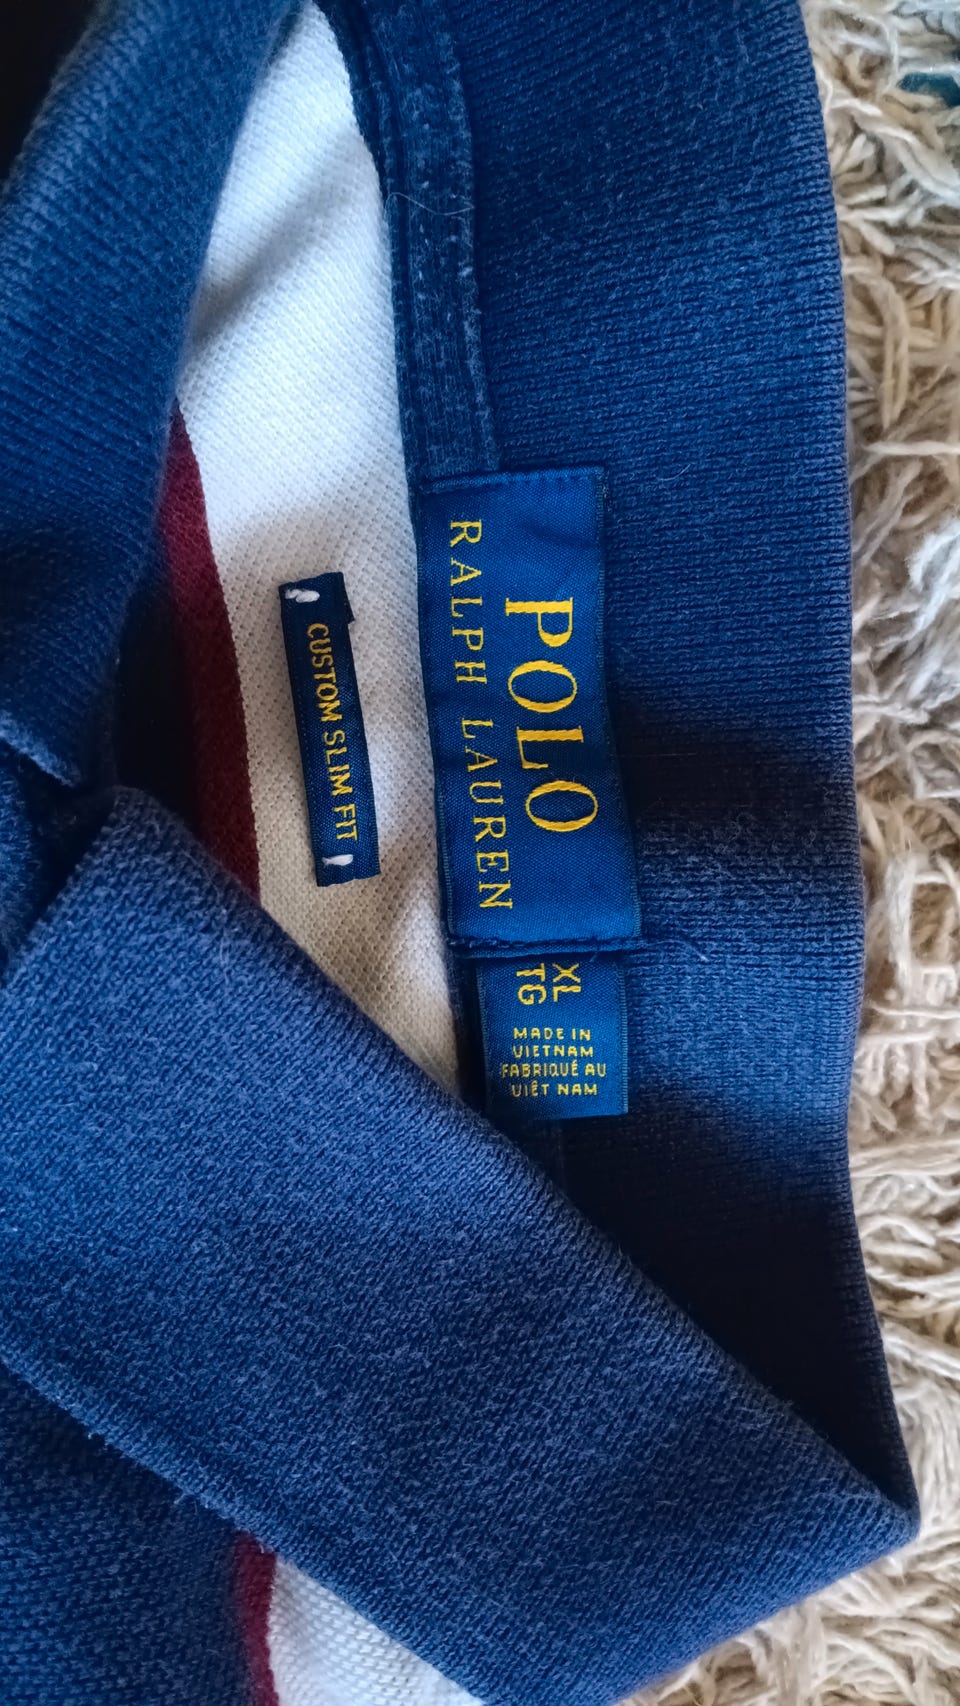 POLO
RALPH LAUREN
XL
TG
MADE IN
VIETNAM
FABRIQUÉ AU
VIÊT NAM
CUSTOM SLIM FIT